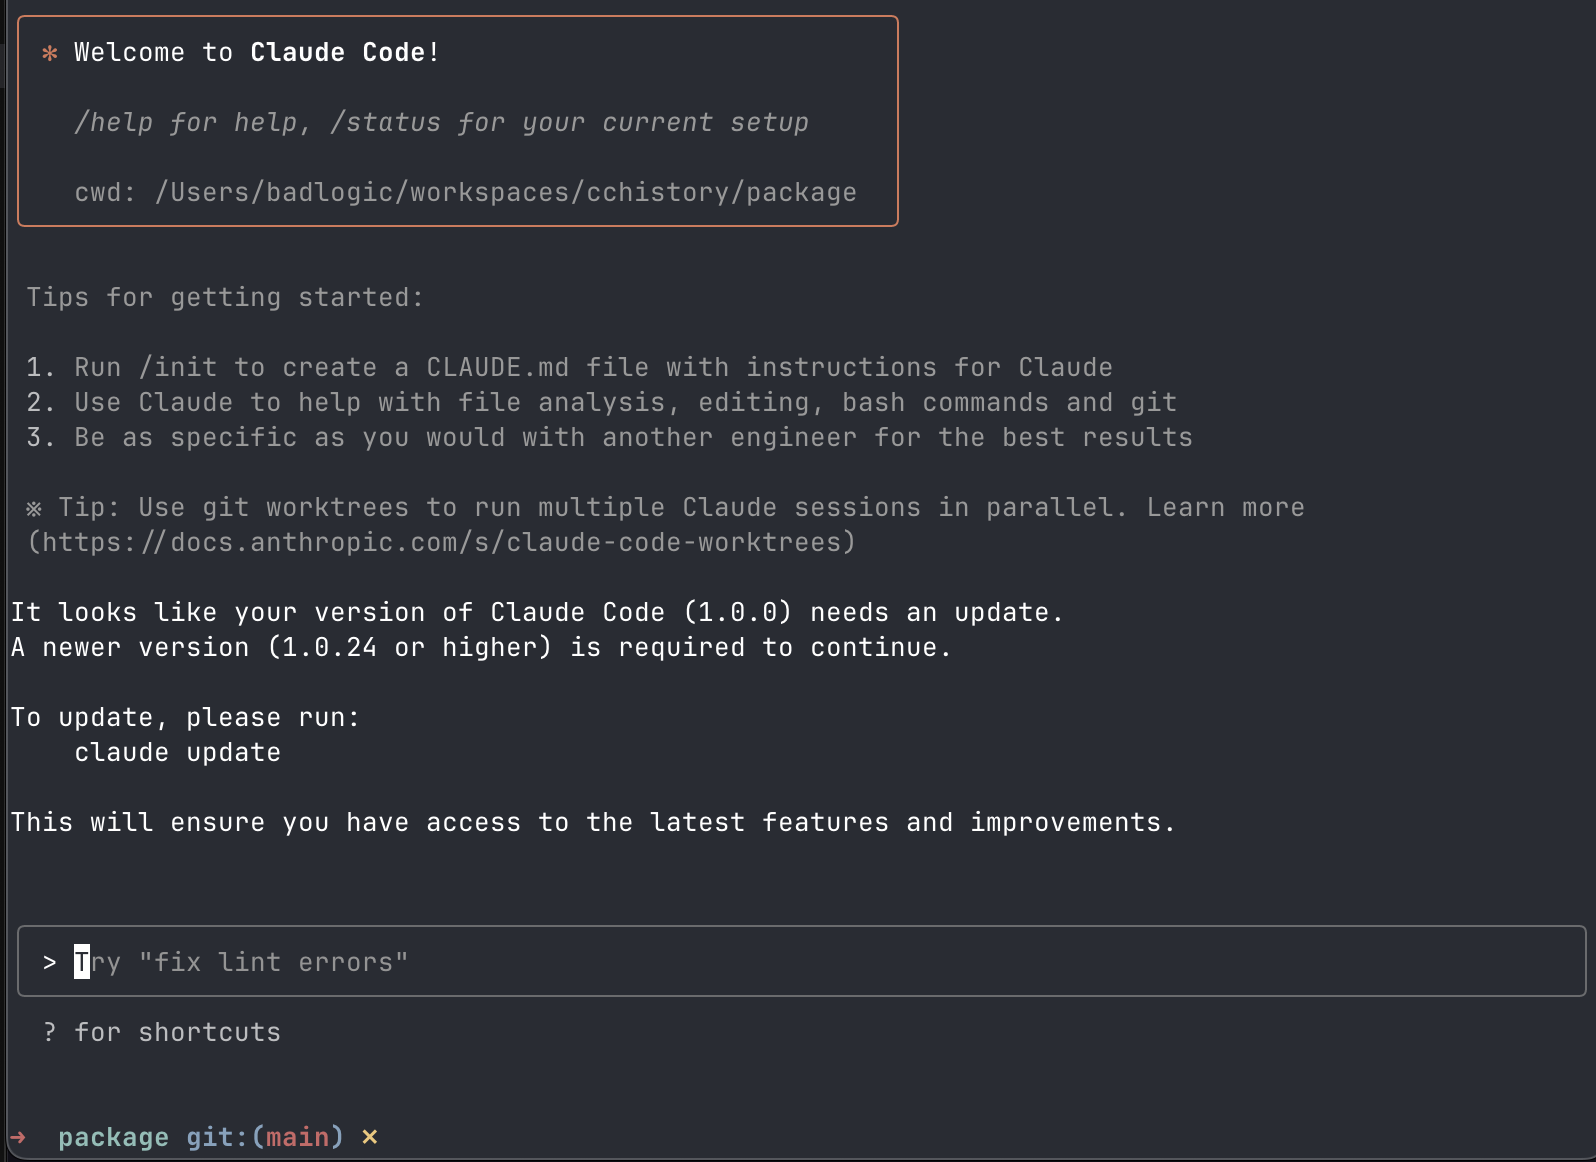 ✻ Welcome to Claude Code!
/help for help, /status for your current setup
cwd: /Users/badlogic/workspaces/cchistory/package
Tips for getting started:
1. Run /init to create a CLAUDE.md file with instructions for Claude
2. Use Claude to help with file analysis, editing, bash commands and git
3. Be as specific as you would with another engineer for the best results
※ Tip: Use git worktrees to run multiple Claude sessions in parallel. Learn more
(https://docs.anthropic.com/s/claude-code-worktrees)
It looks like your version of Claude Code (1.0.0) needs an update.
A newer version (1.0.24 or higher) is required to continue.
To update, please run:
claude update
This will ensure you have access to the latest features and improvements.
> Try "fix lint errors"
? for shortcuts
➜ package git:(main) ✗